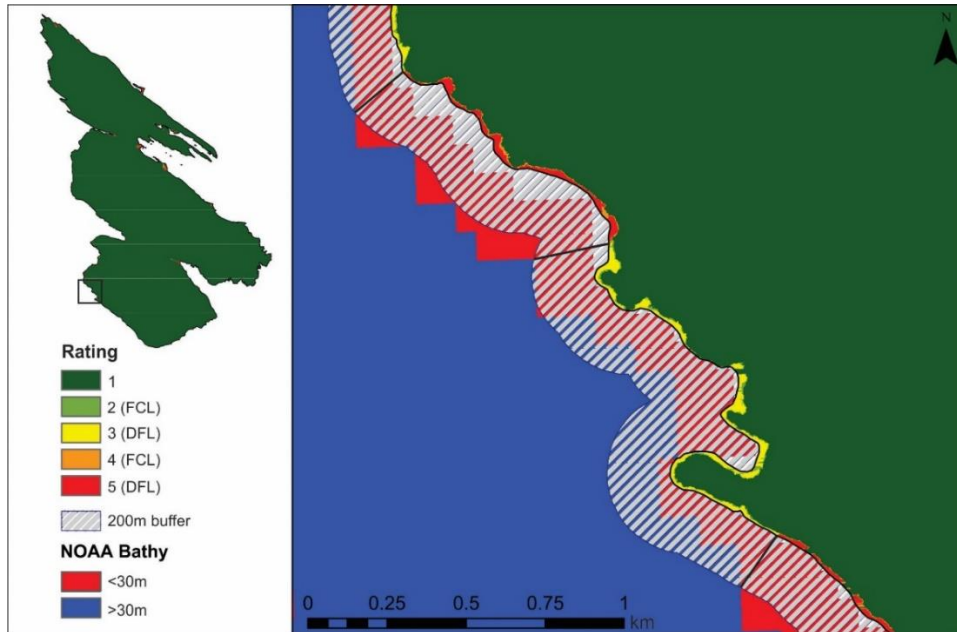 Rating
1
2 (FCL)
3 (DFL)
4 (FCL)
5 (DFL)
200m buffer
NOAA Bathy
<30m
>30m
N
0 0.25 0.5 0.75 1
km